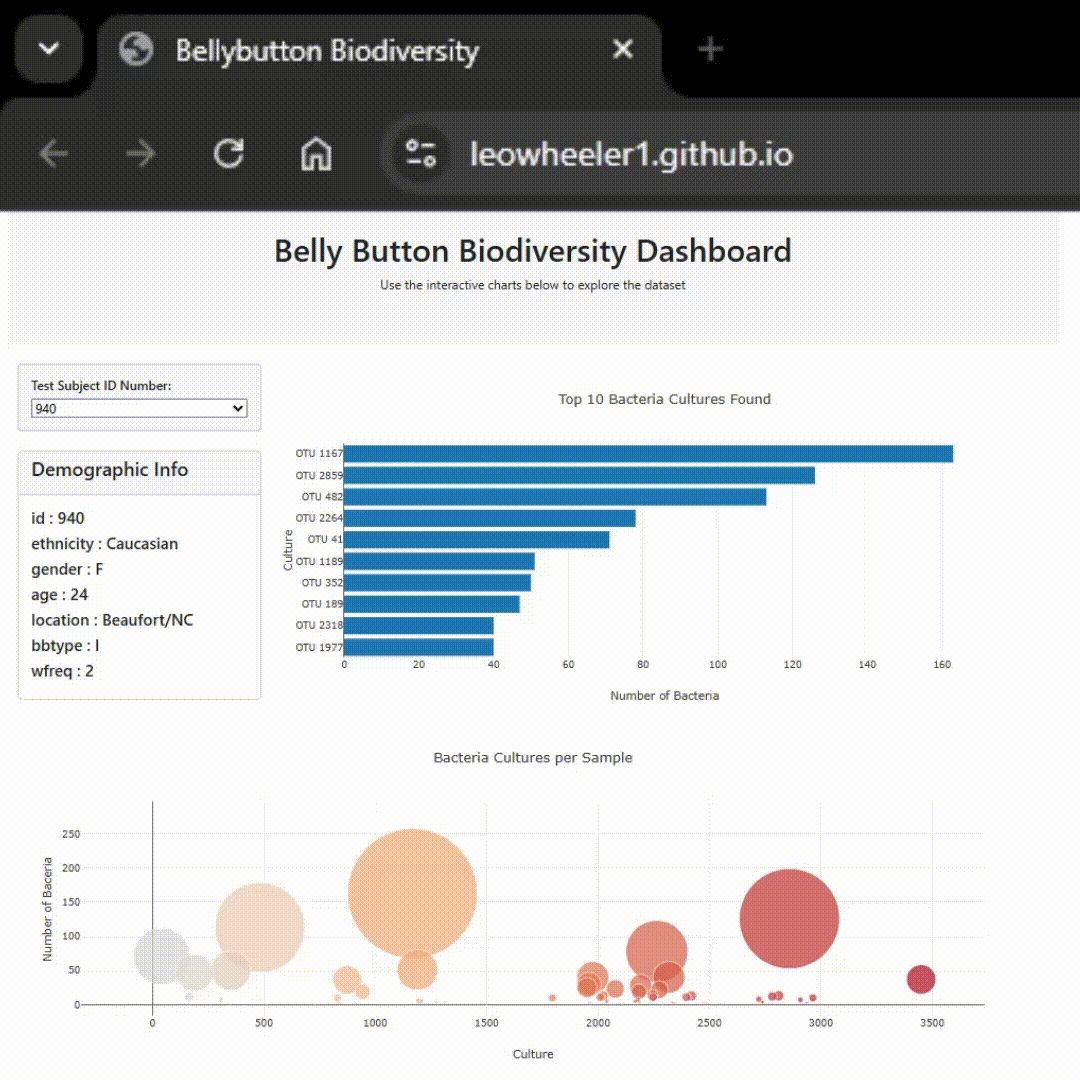 Bellybutton Biodiversity
leowheeler1.github.io
Belly Button Biodiversity Dashboard
Use the interactive charts below to explore the dataset
Test Subject ID Number:
940
Demographic Info
id : 940
ethnicity : Caucasian
gender : F
age : 24
location : Beaufort/NC
bbtype : I
wfreq : 2
Top 10 Bacteria Cultures Found
Culture
OTU 1167
OTU 2859
OTU 482
OTU 2264
OTU 41
OTU 1189
OTU 352
OTU 189
OTU 2318
OTU 1977
0 20 40 60 80 100 120 140 160
Number of Bacteria
Bacteria Cultures per Sample
Number of Baceria
250
200
150
100
50
0
0 500 1000 1500 2000 2500 3000 3500
Culture